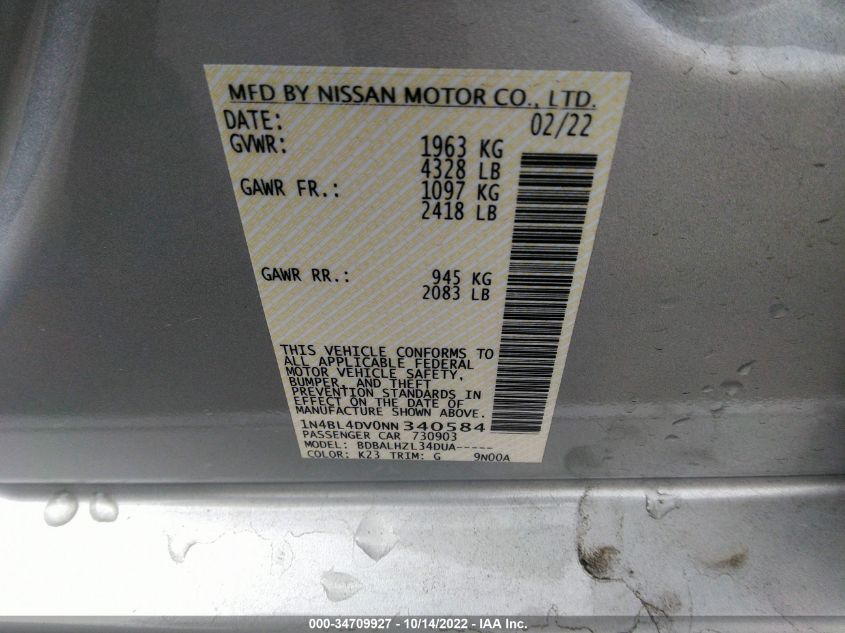 MFD BY NISSAN MOTOR CO., LTD.
DATE: 02/22
GVWR: 1963 KG
4328 LB
GAWR FR.: 1097 KG
2418 LB
GAWR RR.: 945 KG
2083 LB
THIS VEHICLE CONFORMS TO
ALL APPLICABLE FEDERAL
MOTOR VEHICLE SAFETY,
BUMPER, AND THEFT
PREVENTION STANDARDS IN
EFFECT ON THE DATE OF
MANUFACTURE SHOWN ABOVE.
1N4BL4DV0NN340584
PASSENGER CAR 730903
MODEL: BDBALHZL34DUA-----
COLOR: K23 TRIM: G 9N00A
000-34709927 - 10/14/2022 - IAA Inc.